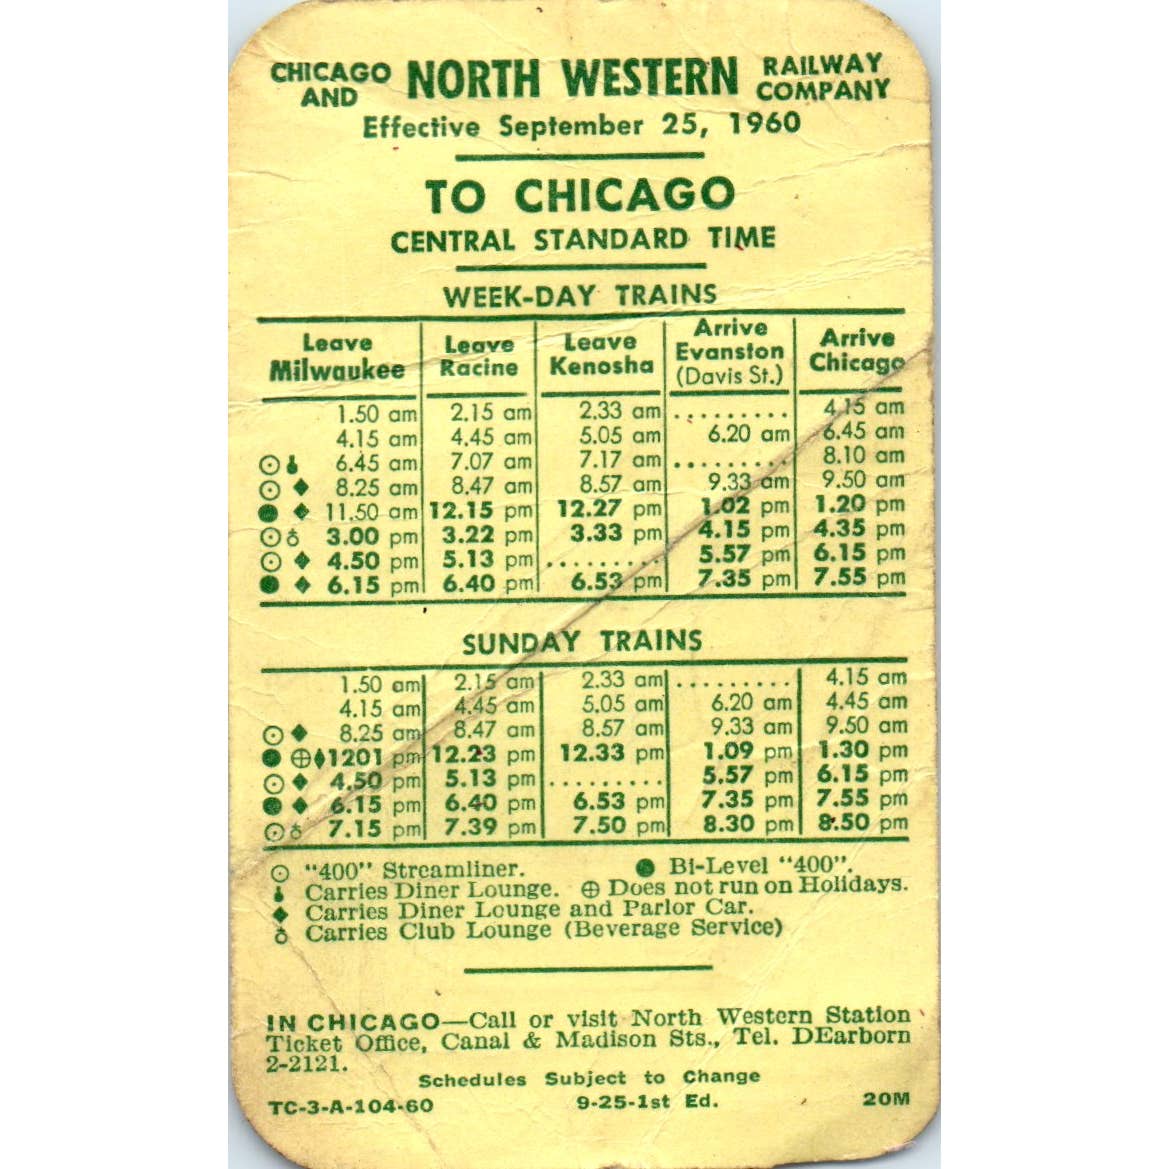 CHICAGO AND NORTH WESTERN RAILWAY COMPANY
Effective September 25, 1960
TO CHICAGO
CENTRAL STANDARD TIME
WEEK-DAY TRAINS
Leave Milwaukee Leave Racine Leave Kenosha Arrive Evanston (Davis St.) Arrive Chicago
1.50 am 2.15 am 2.33 am ......... 4.15 am
4.15 am 4.45 am 5.05 am 6.20 am 6.45 am
6.45 am 7.07 am 7.17 am ......... 8.10 am
8.25 am 8.47 am 8.57 am 9.33 am 9.50 am
11.50 am 12.15 pm 12.27 pm 1.02 pm 1.20 pm
3.00 pm 3.22 pm 3.33 pm 4.15 pm 4.35 pm
4.50 pm 5.13 pm ......... 5.57 pm 6.15 pm
6.15 pm 6.40 pm 6.53 pm 7.35 pm 7.55 pm
SUNDAY TRAINS
1.50 am 2.15 am 2.33 am ......... 4.15 am
4.15 am 4.45 am 5.05 am 6.20 am 4.45 am
8.25 am 8.47 am 8.57 am 9.33 am 9.50 am
1201 pm 12.23 pm 12.33 pm 1.09 pm 1.30 pm
4.50 pm 5.13 pm ......... 5.57 pm 6.15 pm
6.15 pm 6.40 pm 6.53 pm 7.35 pm 7.55 pm
7.15 pm 7.39 pm 7.50 pm 8.30 pm 8.50 pm
"400" Streamliner. Bi-Level "400".
Carries Diner Lounge. Does not run on Holidays.
Carries Diner Lounge and Parlor Car.
Carries Club Lounge (Beverage Service)
IN CHICAGO—Call or visit North Western Station
Ticket Office, Canal & Madison Sts., Tel. DEarborn
2-2121.
Schedules Subject to Change
TC-3-A-104-60 9-25-1st Ed. 20M